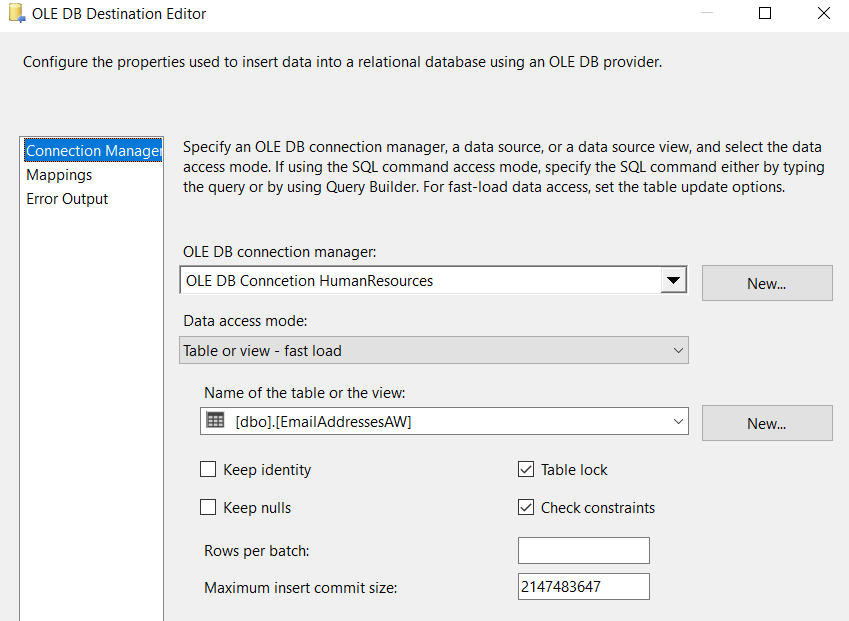 OLE DB Destination Editor
Configure the properties used to insert data into a relational database using an OLE DB provider.
Connection Manager
Mappings
Error Output
Specify an OLE DB connection manager, a data source, or a data source view, and select the data
access mode. If using the SQL command access mode, specify the SQL command either by typing
the query or by using Query Builder. For fast-load data access, set the table update options.
OLE DB connection manager:
OLE DB Conncetion HumanResources
New...
Data access mode:
Table or view - fast load
Name of the table or the view:
[dbo].[EmailAddressesAW]
New...
Keep identity
Table lock
Keep nulls
Check constraints
Rows per batch:
Maximum insert commit size:
2147483647